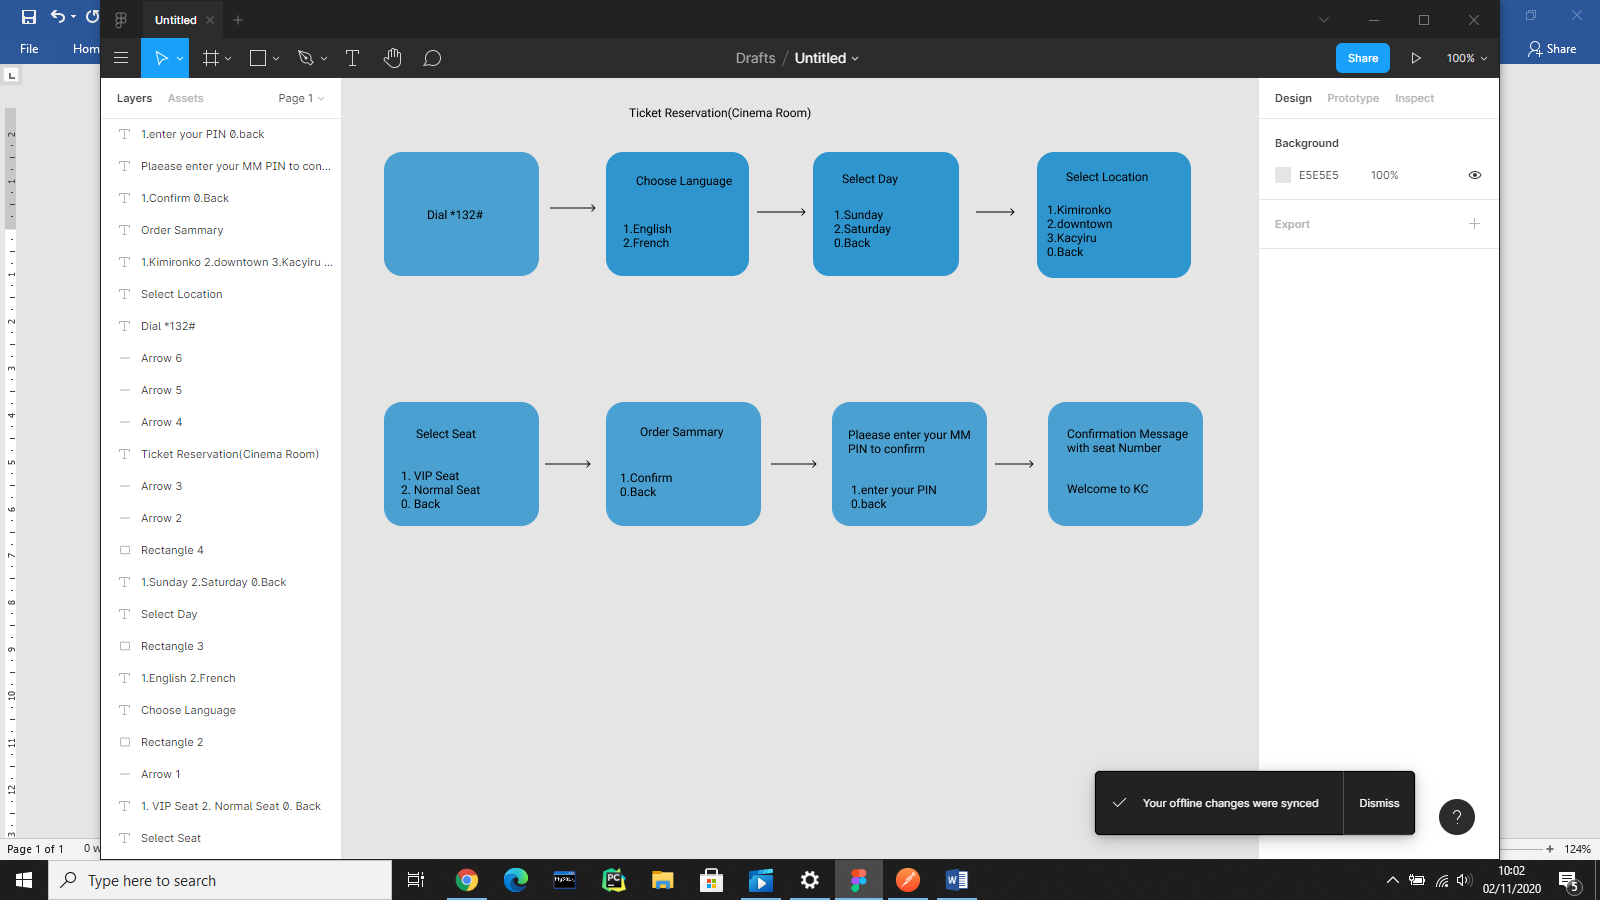 Untitled
File
Hom
Share
Drafts / Untitled
Share
100%
Layers
Assets
Page 1
Design
Prototype
Inspect
1.enter your PIN 0.back
Plaease enter your MM PIN to con...
1.Confirm 0.Back
Order Sammary
1.Kimironko 2.downtown 3.Kacyiru ...
Select Location
Dial *132#
Arrow 6
Arrow 5
Arrow 4
Ticket Reservation(Cinema Room)
Arrow 3
Arrow 2
Rectangle 4
1.Sunday 2.Saturday 0.Back
Select Day
Rectangle 3
1.English 2.French
Choose Language
Rectangle 2
Arrow 1
1. VIP Seat 2. Normal Seat 0. Back
Select Seat
Ticket Reservation(Cinema Room)
Dial *132#
Choose Language
1.English
2.French
Select Day
1.Sunday
2.Saturday
0.Back
Select Location
1.Kimironko
2.downtown
3.Kacyiru
0.Back
Select Seat
1. VIP Seat
2. Normal Seat
0. Back
Order Sammary
1.Confirm
0.Back
Plaease enter your MM
PIN to confirm
1.enter your PIN
0.back
Confirmation Message
with seat Number
Welcome to KC
Background
E5E5E5
100%
Export
Your offline changes were synced
Dismiss
?
Page 1 of 1
0 w
124%
Type here to search
10:02
02/11/2020
5